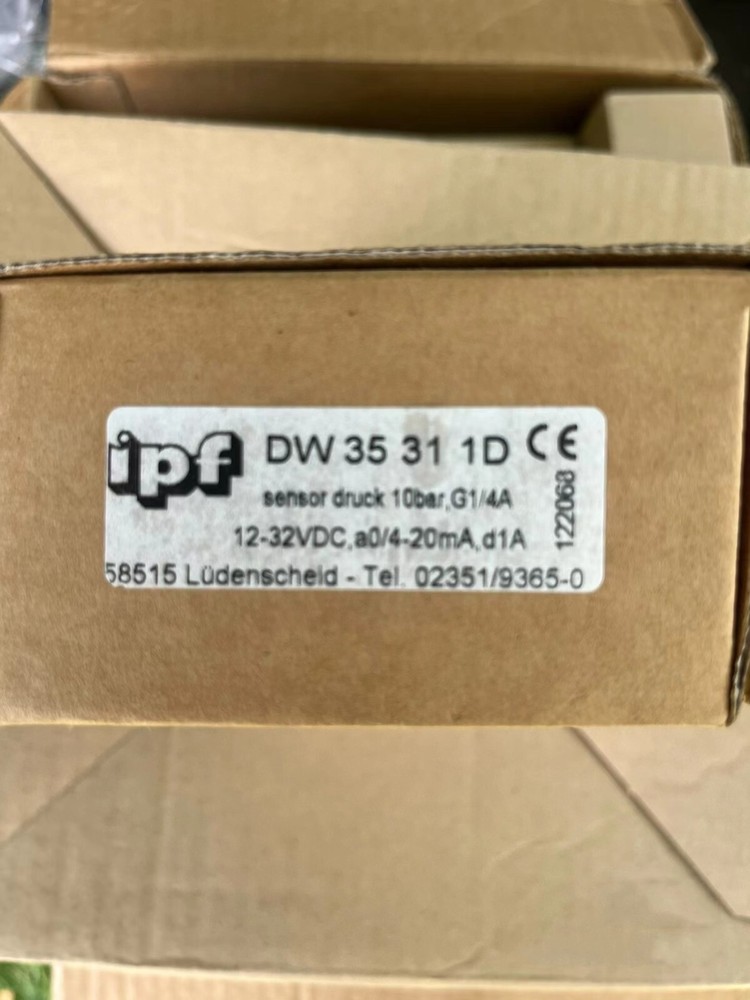 ipf DW 35 31 1D CE
sensor druck 10bar,G1/4A
12-32VDC,a0/4-20mA,d1A
58515 Lüdenscheid - Tel. 02351/9365-0
122068